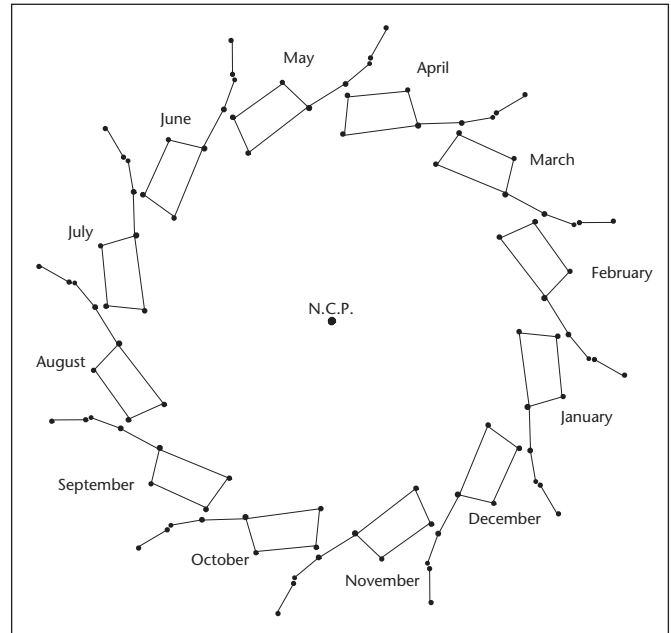 May
April
June
March
July
February
N.C.P.
August
January
September
December
October
November